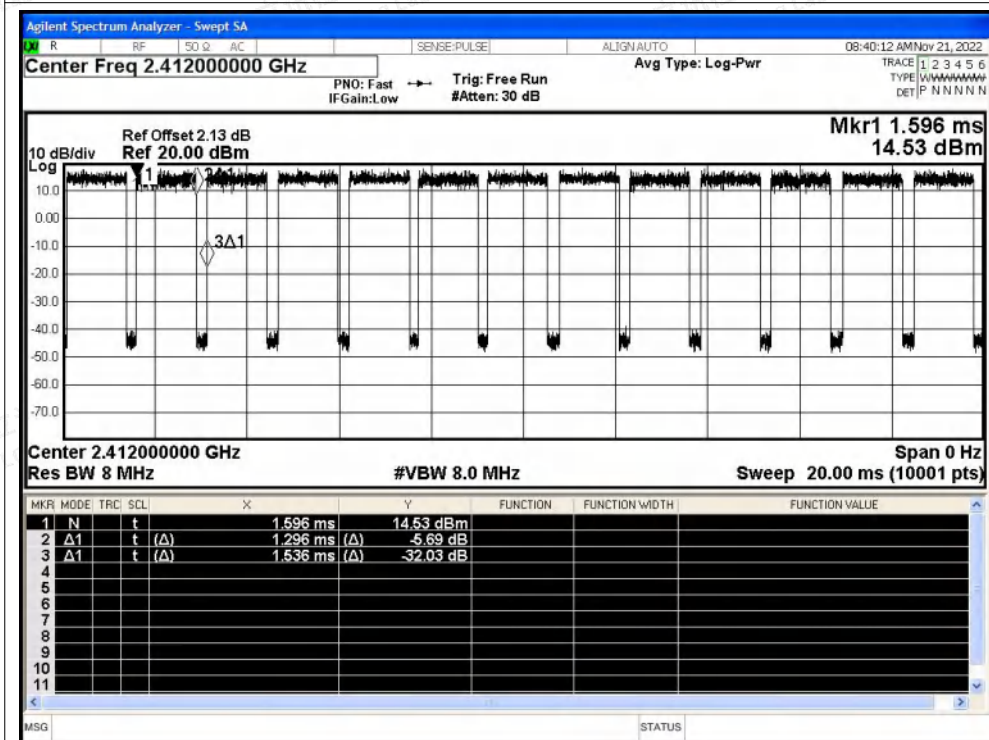 Agilent Spectrum Analyzer - Swept SA
LXI R RF 50 Ω AC SENSE:PULSE ALIGN AUTO 08:40:12 AM Nov 21, 2022
Center Freq 2.412000000 GHz
PNO: Fast
IFGain:Low
Trig: Free Run
#Atten: 30 dB
Avg Type: Log-Pwr
TRACE 1 2 3 4 5 6
TYPE W
DET P N N N N N
Mkr1 1.596 ms
14.53 dBm
Ref Offset 2.13 dB
10 dB/div Ref 20.00 dBm
Log
1
2Δ1
3Δ1
10.0
0.00
-10.0
-20.0
-30.0
-40.0
-50.0
-60.0
-70.0
Center 2.412000000 GHz Span 0 Hz
Res BW 8 MHz #VBW 8.0 MHz Sweep 20.00 ms (10001 pts)
MKR MODE TRC SCL X Y FUNCTION FUNCTION WIDTH FUNCTION VALUE
1 N t 1.596 ms 14.53 dBm
2 Δ1 t (Δ) 1.296 ms (Δ) -5.69 dB
3 Δ1 t (Δ) 1.536 ms (Δ) -32.03 dB
4
5
6
7
8
9
10
11
MSG STATUS